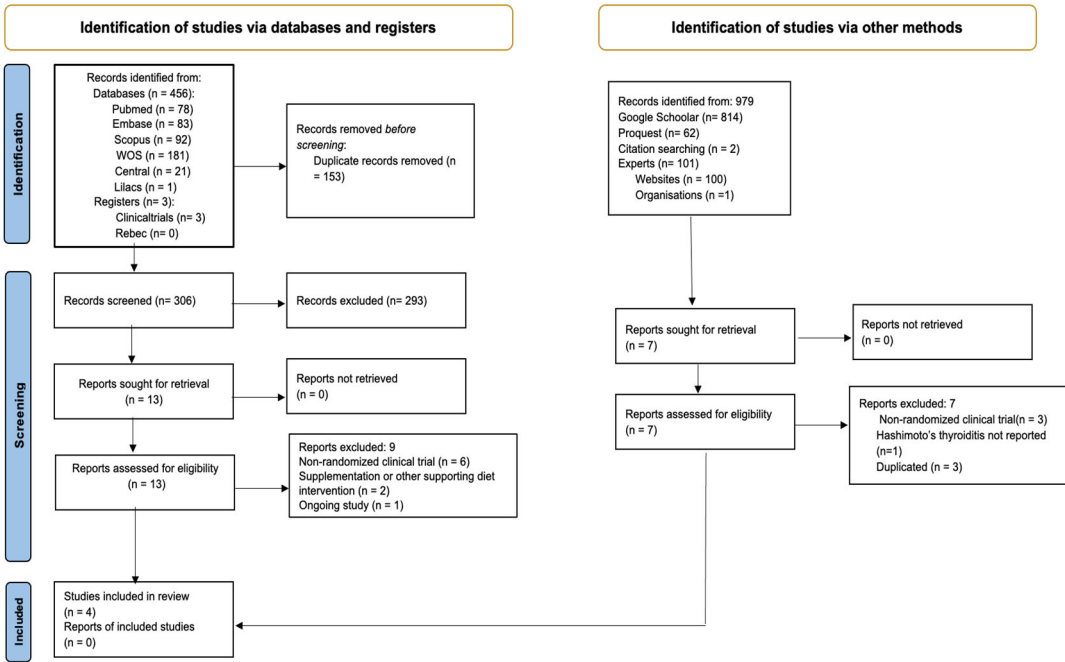 Identification of studies via databases and registers
Identification of studies via other methods
Identification
Records identified from:
Databases (n = 456):
Pubmed (n = 78)
Embase (n = 83)
Scopus (n = 92)
WOS (n = 181)
Central (n = 21)
Lilacs (n = 1)
Registers (n= 3):
Clinicaltrials (n= 3)
Rebec (n= 0)
Records removed before
screening:
Duplicate records removed (n
= 153)
Records identified from: 979
Google Schoolar (n= 814)
Proquest (n= 62)
Citation searching (n = 2)
Experts (n= 101)
Websites (n = 100)
Organisations (n =1)
Screening
Records screened (n= 306)
Records excluded (n= 293)
Reports sought for retrieval
(n = 13)
Reports not retrieved
(n = 0)
Reports assessed for eligibility
(n = 13)
Reports excluded: 9
Non-randomized clinical trial (n = 6)
Supplementation or other supporting diet
intervention (n = 2)
Ongoing study (n = 1)
Reports sought for retrieval
(n = 7)
Reports not retrieved
(n = 0)
Reports assessed for eligibility
(n = 7)
Reports excluded: 7
Non-randomized clinical trial(n = 3)
Hashimoto's thyroiditis not reported
(n=1)
Duplicated (n = 3)
Included
Studies included in review
(n = 4)
Reports of included studies
(n = 0)